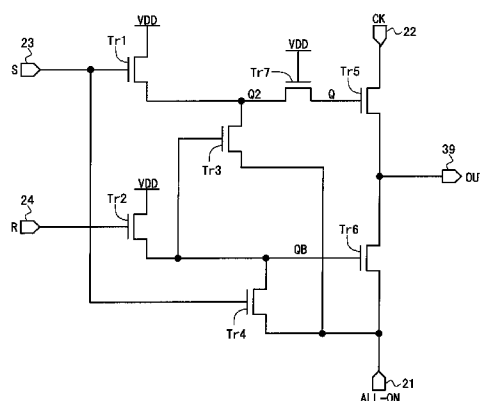 CK
22
23
S
Tr1
VDD
VDD
Tr7
Q2
Q
Tr5
Tr3
39
OUT
24
R
Tr2
VDD
QB
Tr6
Tr4
21
ALL-ON